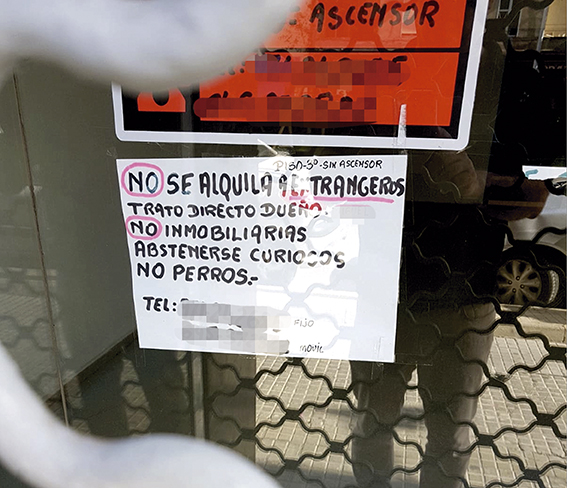 ASCENSOR
PISO-3º-SIN ASCENSOR
NO SE ALQUILA A EXTRANGEROS
TRATO DIRECTO DUEÑO.
NO INMOBILIARIAS
ABSTENERSE CURIOSOS
NO PERROS.-
TEL:
FIJO
MOVIL